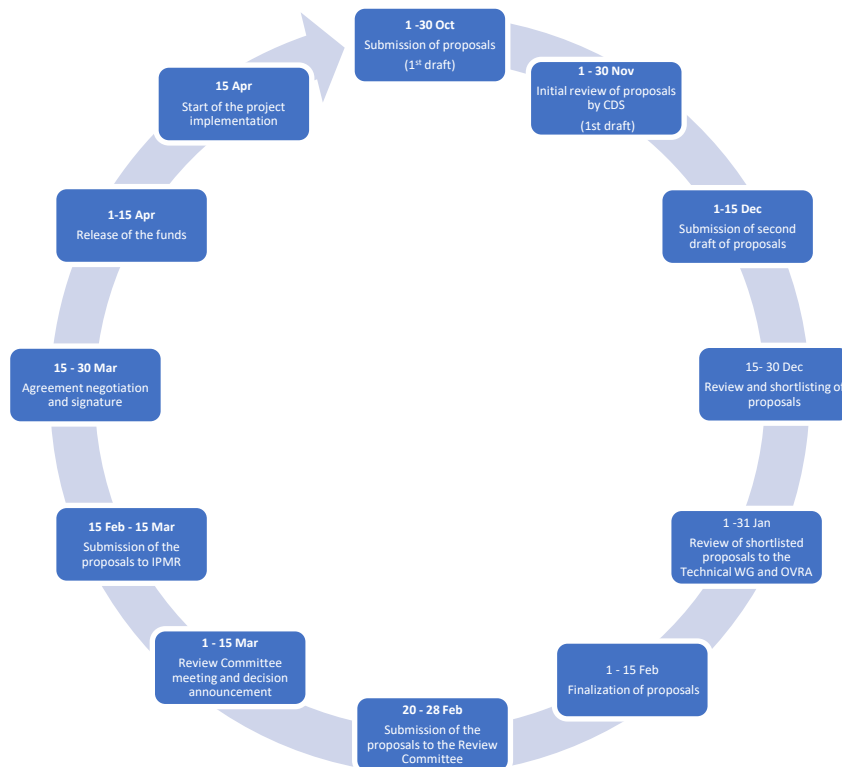 1 -30 Oct
Submission of proposals
(1st draft)
1 - 30 Nov
Initial review of proposals
by CDS
(1st draft)
1-15 Dec
Submission of second
draft of proposals
15- 30 Dec
Review and shortlisting of
proposals
1 -31 Jan
Review of shortlisted
proposals to the
Technical WG and OVRA
1 - 15 Feb
Finalization of proposals
20 - 28 Feb
Submission of the
proposals to the Review
Committee
1 - 15 Mar
Review Committee
meeting and decision
announcement
15 Feb - 15 Mar
Submission of the
proposals to IPMR
15 - 30 Mar
Agreement negotiation
and signature
1-15 Apr
Release of the funds
15 Apr
Start of the project
implementation